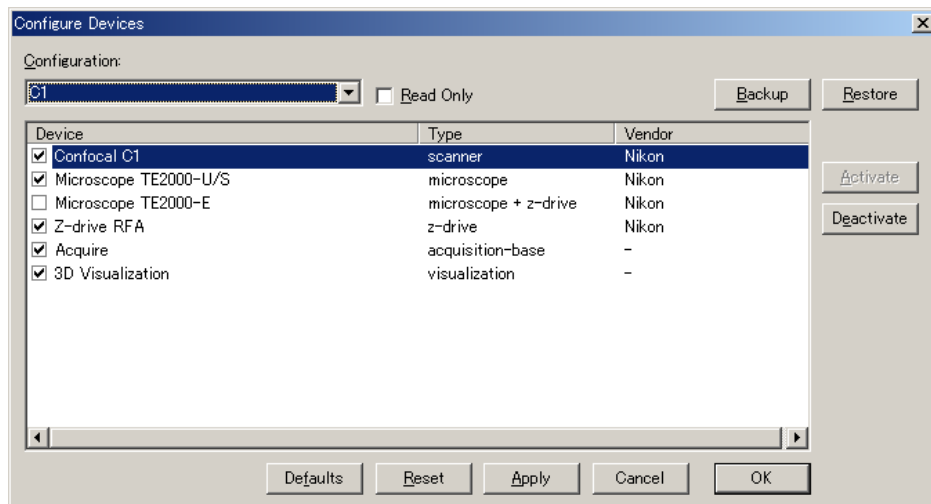 Configure Devices
Configuration:
C1 Read Only Backup Restore
Device Type Vendor
Confocal C1 scanner Nikon
Microscope TE2000-U/S microscope Nikon
Microscope TE2000-E microscope + z-drive Nikon
Z-drive RFA z-drive Nikon
Acquire acquisition-base -
3D Visualization visualization -
Activate
Deactivate
Defaults Reset Apply Cancel OK